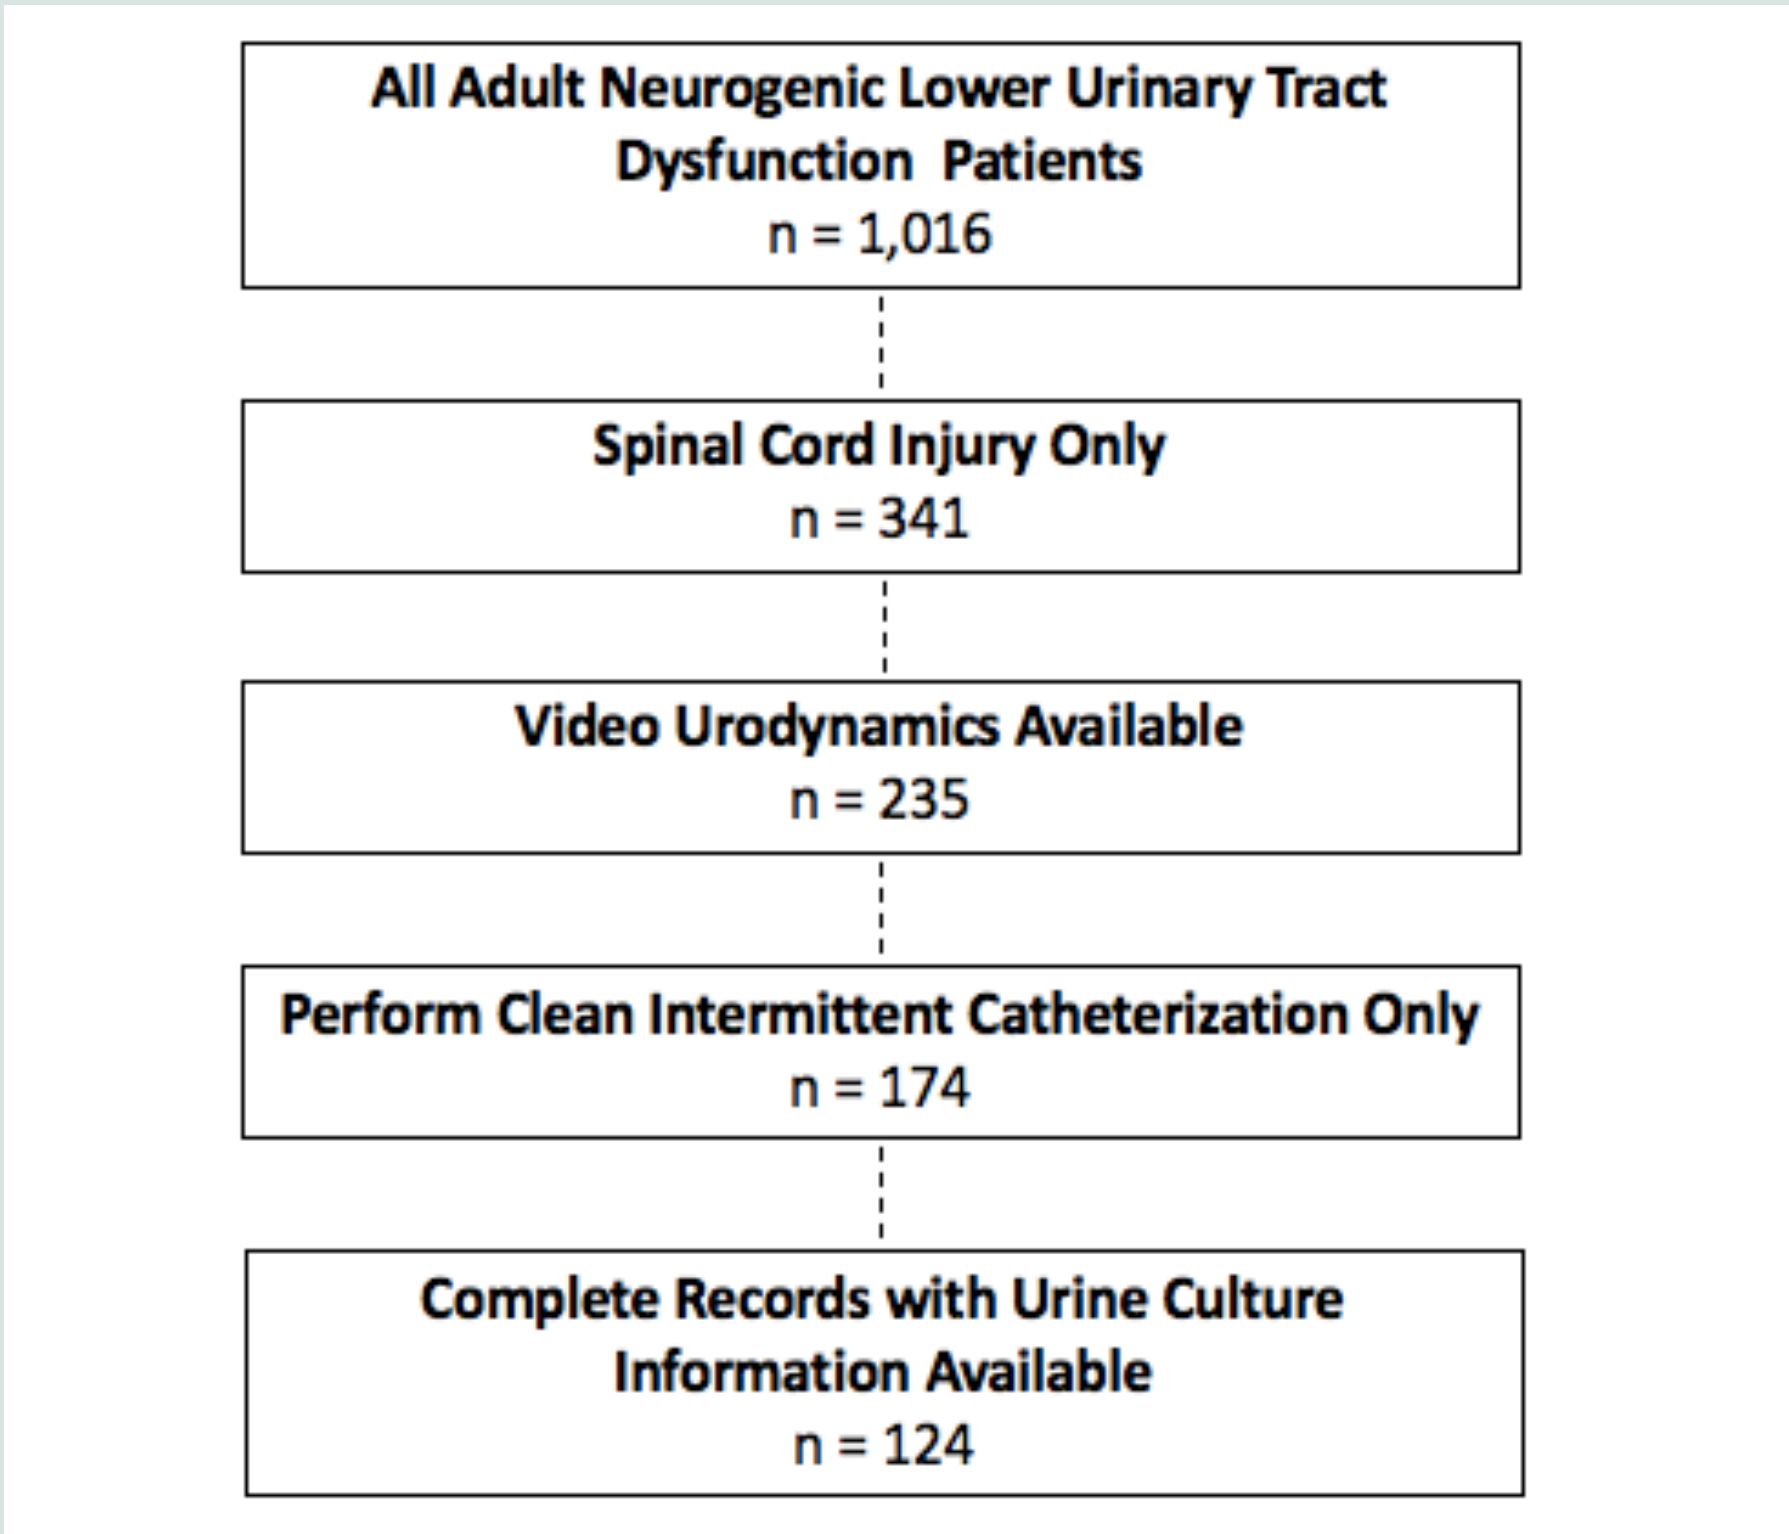 All Adult Neurogenic Lower Urinary Tract
Dysfunction  Patients
n = 1,016
Spinal Cord Injury Only
n = 341
Video Urodynamics Available
n = 235
Perform Clean Intermittent Catheterization Only
n = 174
Complete Records with Urine Culture
Information Available
n = 124